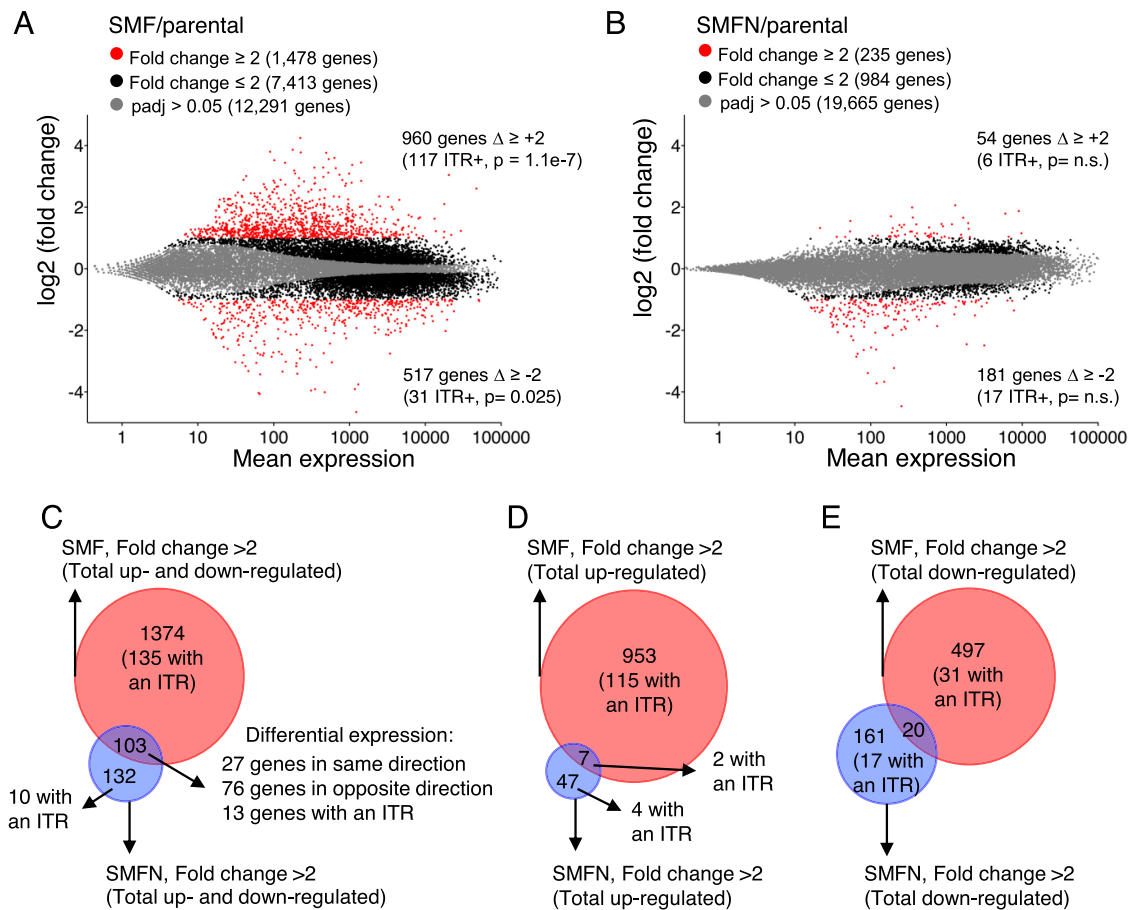 A
SMF/parental
Fold change ≥ 2 (1,478 genes)
Fold change ≤ 2 (7,413 genes)
padj > 0.05 (12,291 genes)
960 genes Δ ≥ +2
(117 ITR+, p = 1.1e-7)
517 genes Δ ≥ -2
(31 ITR+, p= 0.025)
log2 (fold change)
4
2
0
-2
-4
1
10
100
1000
10000
100000
Mean expression
B
SMFN/parental
Fold change ≥ 2 (235 genes)
Fold change ≤ 2 (984 genes)
padj > 0.05 (19,665 genes)
54 genes Δ ≥ +2
(6 ITR+, p= n.s.)
181 genes Δ ≥ -2
(17 ITR+, p= n.s.)
log2 (fold change)
4
2
0
-2
-4
1
10
100
1000
10000
100000
Mean expression
C
SMF, Fold change >2
(Total up- and down-regulated)
1374
(135 with
an ITR)
103
132
10 with
an ITR
Differential expression:
27 genes in same direction
76 genes in opposite direction
13 genes with an ITR
SMFN, Fold change >2
(Total up- and down-regulated)
D
SMF, Fold change >2
(Total up-regulated)
953
(115 with
an ITR)
7
47
2 with
an ITR
4 with
an ITR
SMFN, Fold change >2
(Total up-regulated)
E
SMF, Fold change >2
(Total down-regulated)
497
(31 with
an ITR)
20
161
(17 with
an ITR)
SMFN, Fold change >2
(Total down-regulated)